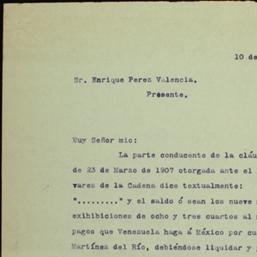 10 de
Sr. Enrique Perez Valencia.
Presente.
Muy Señor mio:
La parte conducente de la cláu
de 23 de Marzo de 1907 otorgada ante el
vares de la Cadena dice textualmente:
"........." y el saldo ó sean los nueve
exhibiciones de ocho y tres cuartos al
pagos que Venezuela haga á México por cu
Martínez del Río, debiéndose liquidar y